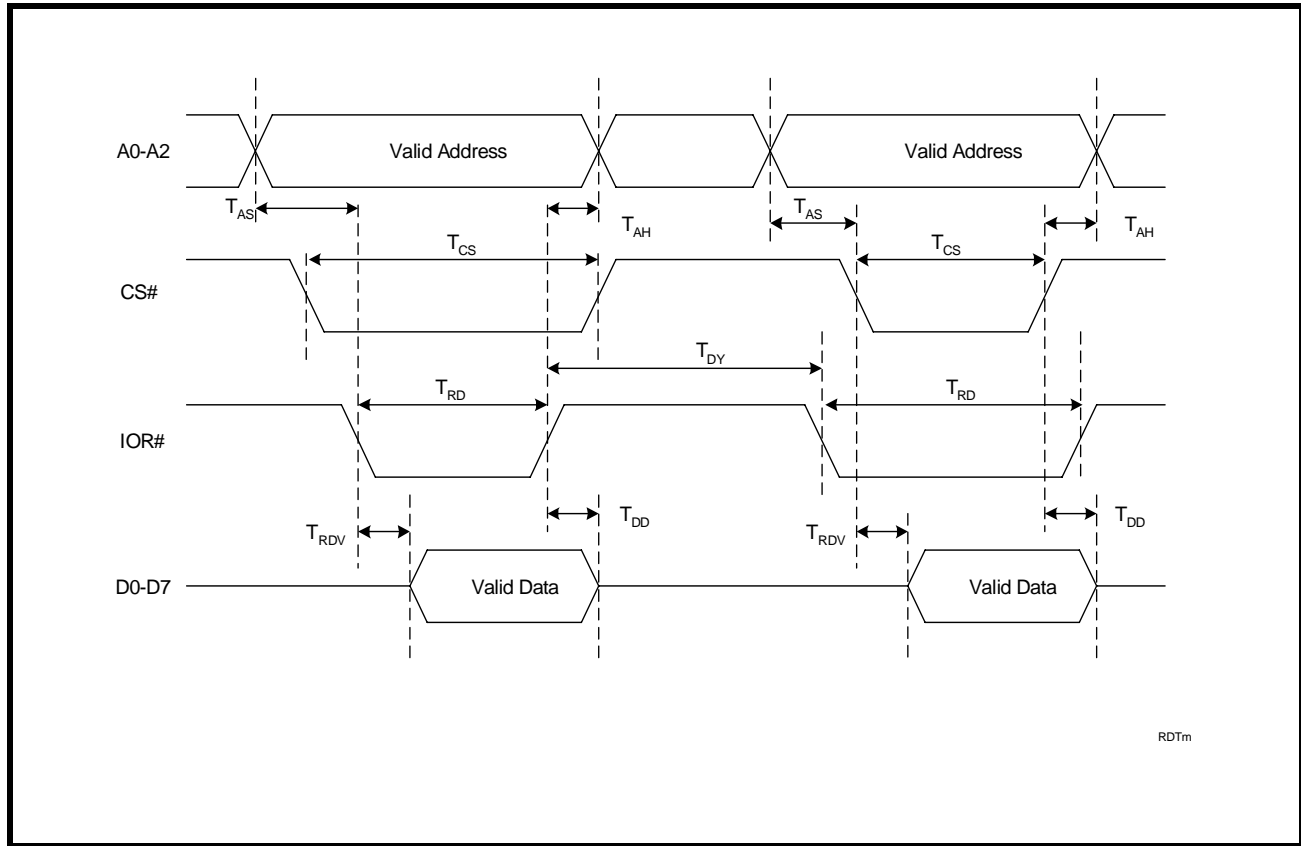 A0-A2
Valid Address
Valid Address
TAS
TAH
TAS
TAH
TCS
TCS
CS#
TDY
TRD
TRD
IOR#
TRDV
TDD
TRDV
TDD
D0-D7
Valid Data
Valid Data
RDTm